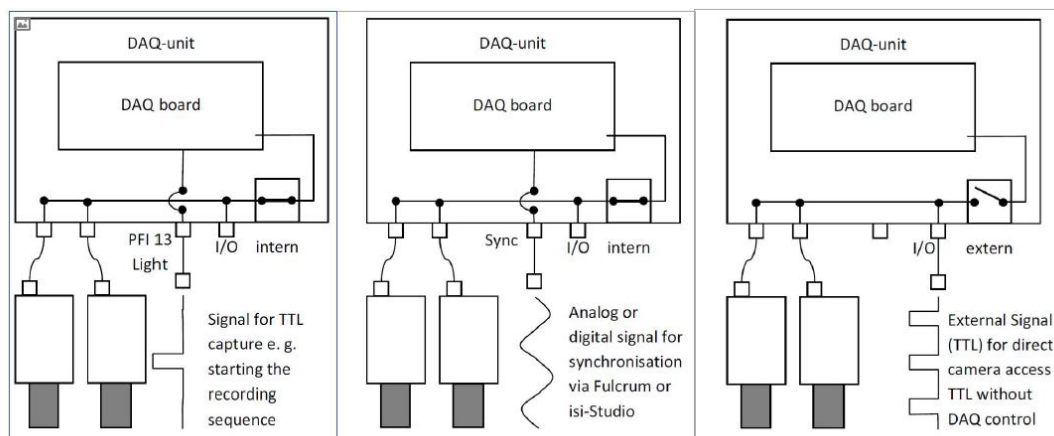 DAQ-unit
DAQ board
PFI 13
Light
I/O
intern
Signal for TTL
capture e. g.
starting the
recording
sequence
DAQ-unit
DAQ board
Sync
I/O
intern
Analog or
digital signal for
synchronisation
via Fulcrum or
isi-Studio
DAQ-unit
DAQ board
I/O
extern
External Signal
(TTL) for direct
camera access
TTL without
DAQ control